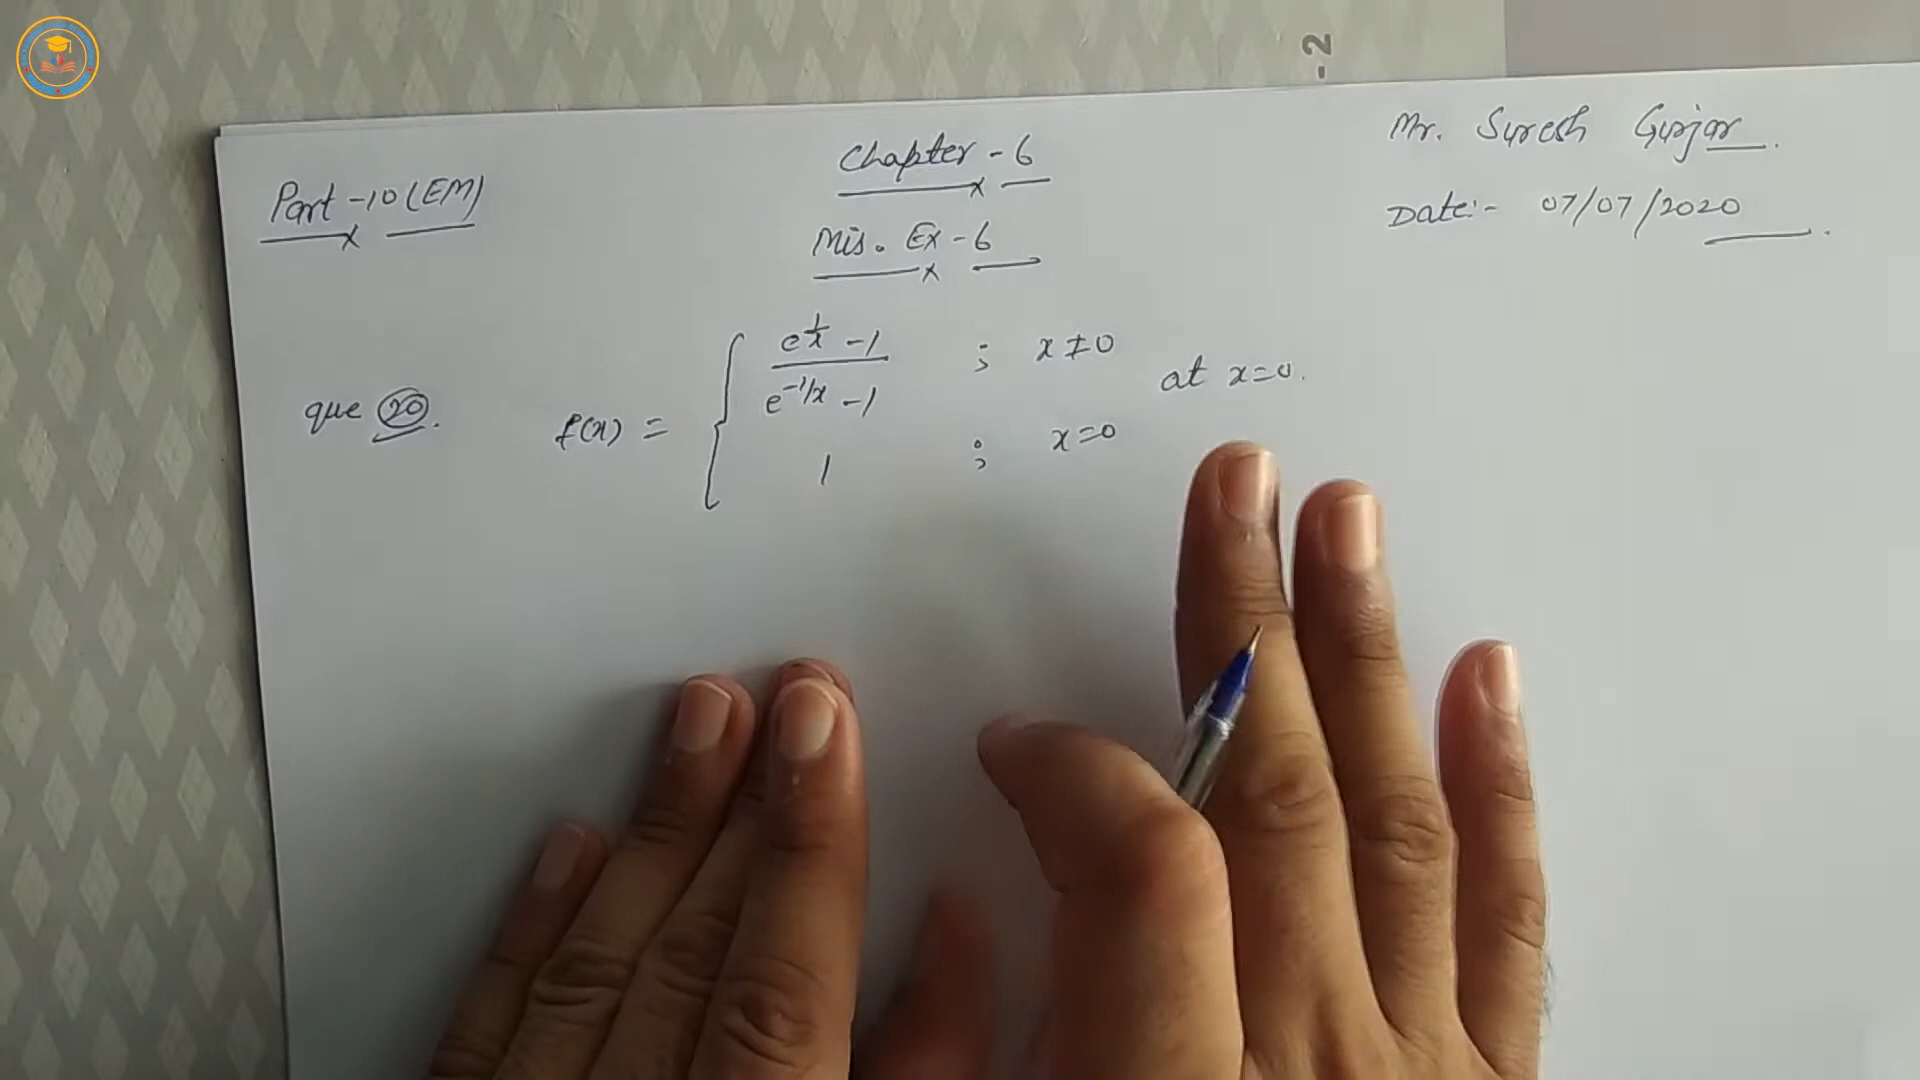 -2
Mr. Suresh Gurjar.
Date:- 07/07/2020.
Part-10(EM)
Chapter-6
Mis. Ex-6
que 20. f(x) = { (e^{1/x} -1)/(e^{-1/x} -1) ; x≠0 at x=0.
1 ; x=0